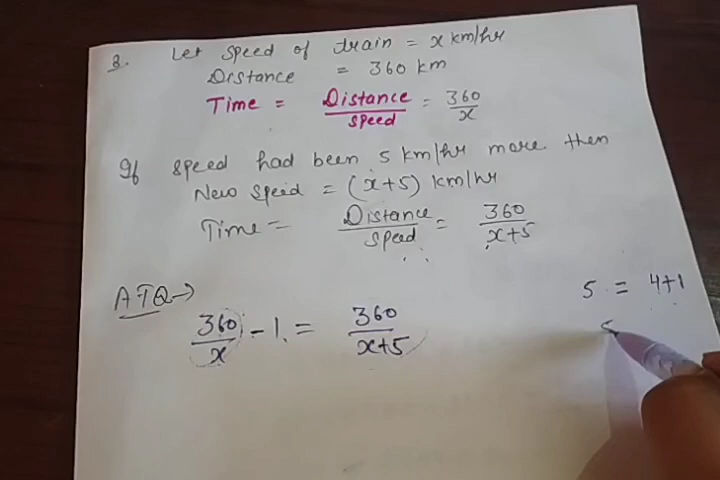 3. Let speed of train = x km/hr
Distance = 360 km
Time = Distance/speed = 360/x
If speed had been 5 km/hr more then
New speed = (x+5) km/hr
Time = Distance/speed = 360/x+5
ATQ→
360/x - 1 = 360/x+5
5 = 4+1
5